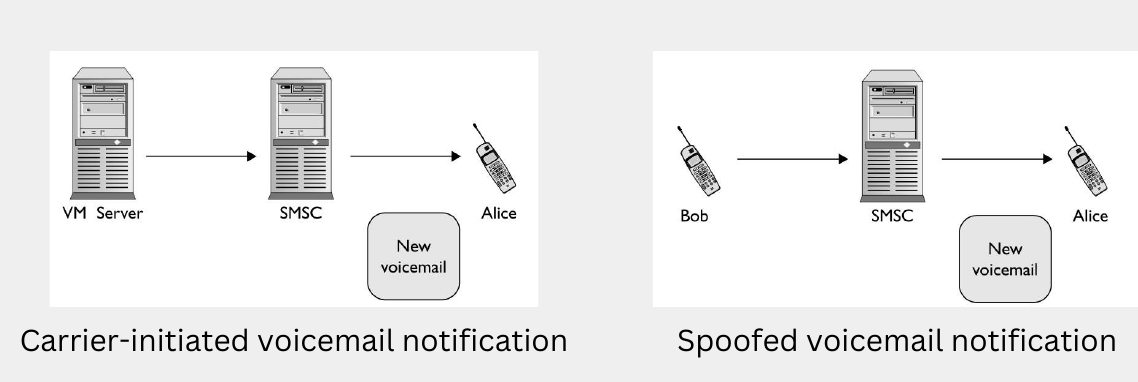 VM Server
SMSC
Alice
New
voicemail
Carrier-initiated voicemail notification
Bob
SMSC
Alice
New
voicemail
Spoofed voicemail notification